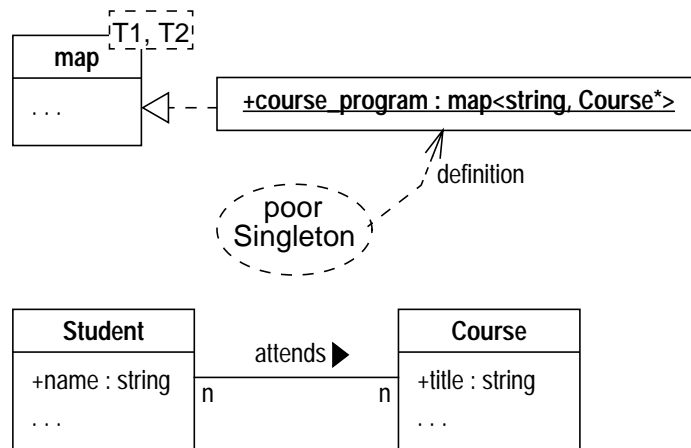 T1, T2
map
. . .
+course_program : map<string, Course*>
definition
poor
Singleton
Student
+name : string
. . .
attends
n
n
Course
+title : string
. . .